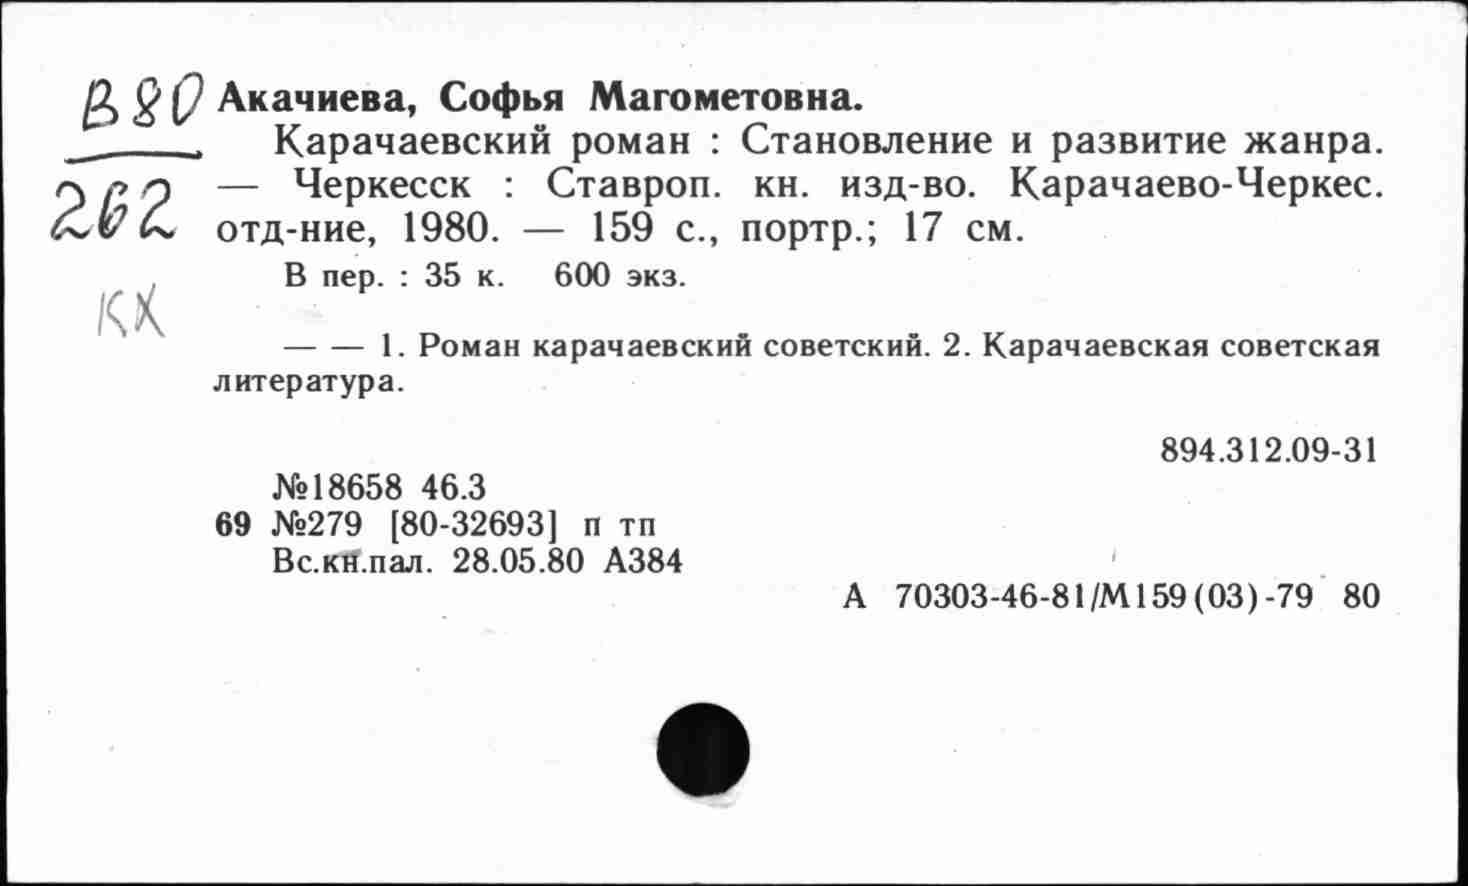 В80 Акачиева, Софья Магометовна.
Карачаевский роман : Становление и развитие жанра.
262 — Черкесск : Ставроп. кн. изд-во. Карачаево-Черкес.
отд-ние, 1980. — 159 с., портр.; 17 см.
В пер. : 35 к. 600 экз.
КХ
— — 1. Роман карачаевский советский. 2. Карачаевская советская
литература.
894.312.09-31
№18658 46.3
69 №279 [80-32693] п тп
Вс.кн.пал. 28.05.80 А384
А 70303-46-81/М159(03)-79 80